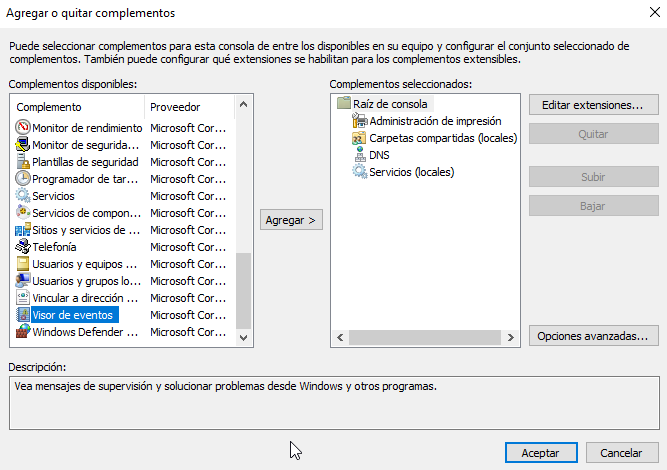 Agregar o quitar complementos
Puede seleccionar complementos para esta consola de entre los disponibles en su equipo y configurar el conjunto seleccionado de
complementos. También puede configurar qué extensiones se habilitan para los complementos extensibles.
Complementos disponibles:
Complemento Proveedor
Monitor de rendimiento Microsoft Cor...
Monitor de segurida... Microsoft Cor...
Plantillas de seguridad Microsoft Cor...
Programador de tar... Microsoft Cor...
Servicios Microsoft Cor...
Servicios de compon... Microsoft Cor...
Sitios y servicios de ... Microsoft Cor...
Telefonía Microsoft Cor...
Usuarios y equipos ... Microsoft Cor...
Usuarios y grupos lo... Microsoft Cor...
Vincular a dirección ... Microsoft Cor...
Visor de eventos Microsoft Cor...
Windows Defender ... Microsoft Cor...
Agregar >
Complementos seleccionados:
Raíz de consola
Administración de impresión
Carpetas compartidas (locales)
DNS
Servicios (locales)
Editar extensiones...
Quitar
Subir
Bajar
Opciones avanzadas...
Descripción:
Vea mensajes de supervisión y solucionar problemas desde Windows y otros programas.
Aceptar
Cancelar